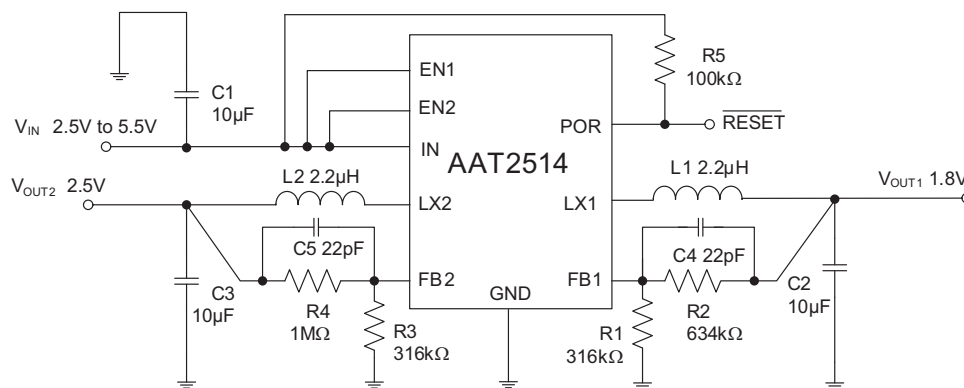 R5
100kΩ
EN1
C1
10µF
EN2
POR
RESET
V_IN 2.5V to 5.5V
IN
AAT2514
L2 2.2µH
L1 2.2µH
V_OUT2 2.5V
V_OUT1 1.8V
LX2
LX1
C5 22pF
C4 22pF
FB2
FB1
C3
10µF
GND
C2
10µF
R4
1MΩ
R3
316kΩ
R1
316kΩ
R2
634kΩ